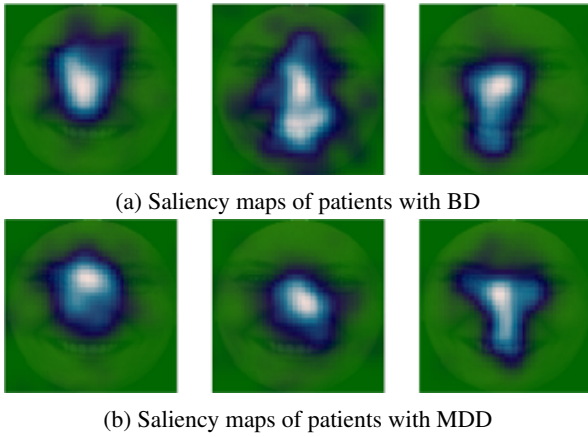 (a) Saliency maps of patients with BD
(b) Saliency maps of patients with MDD